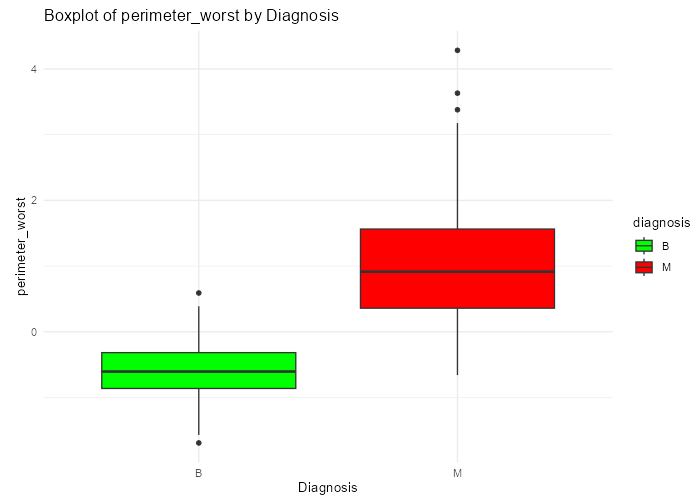 Boxplot of perimeter_worst by Diagnosis
4
2
0
perimeter_worst
B
M
Diagnosis
diagnosis
B
M